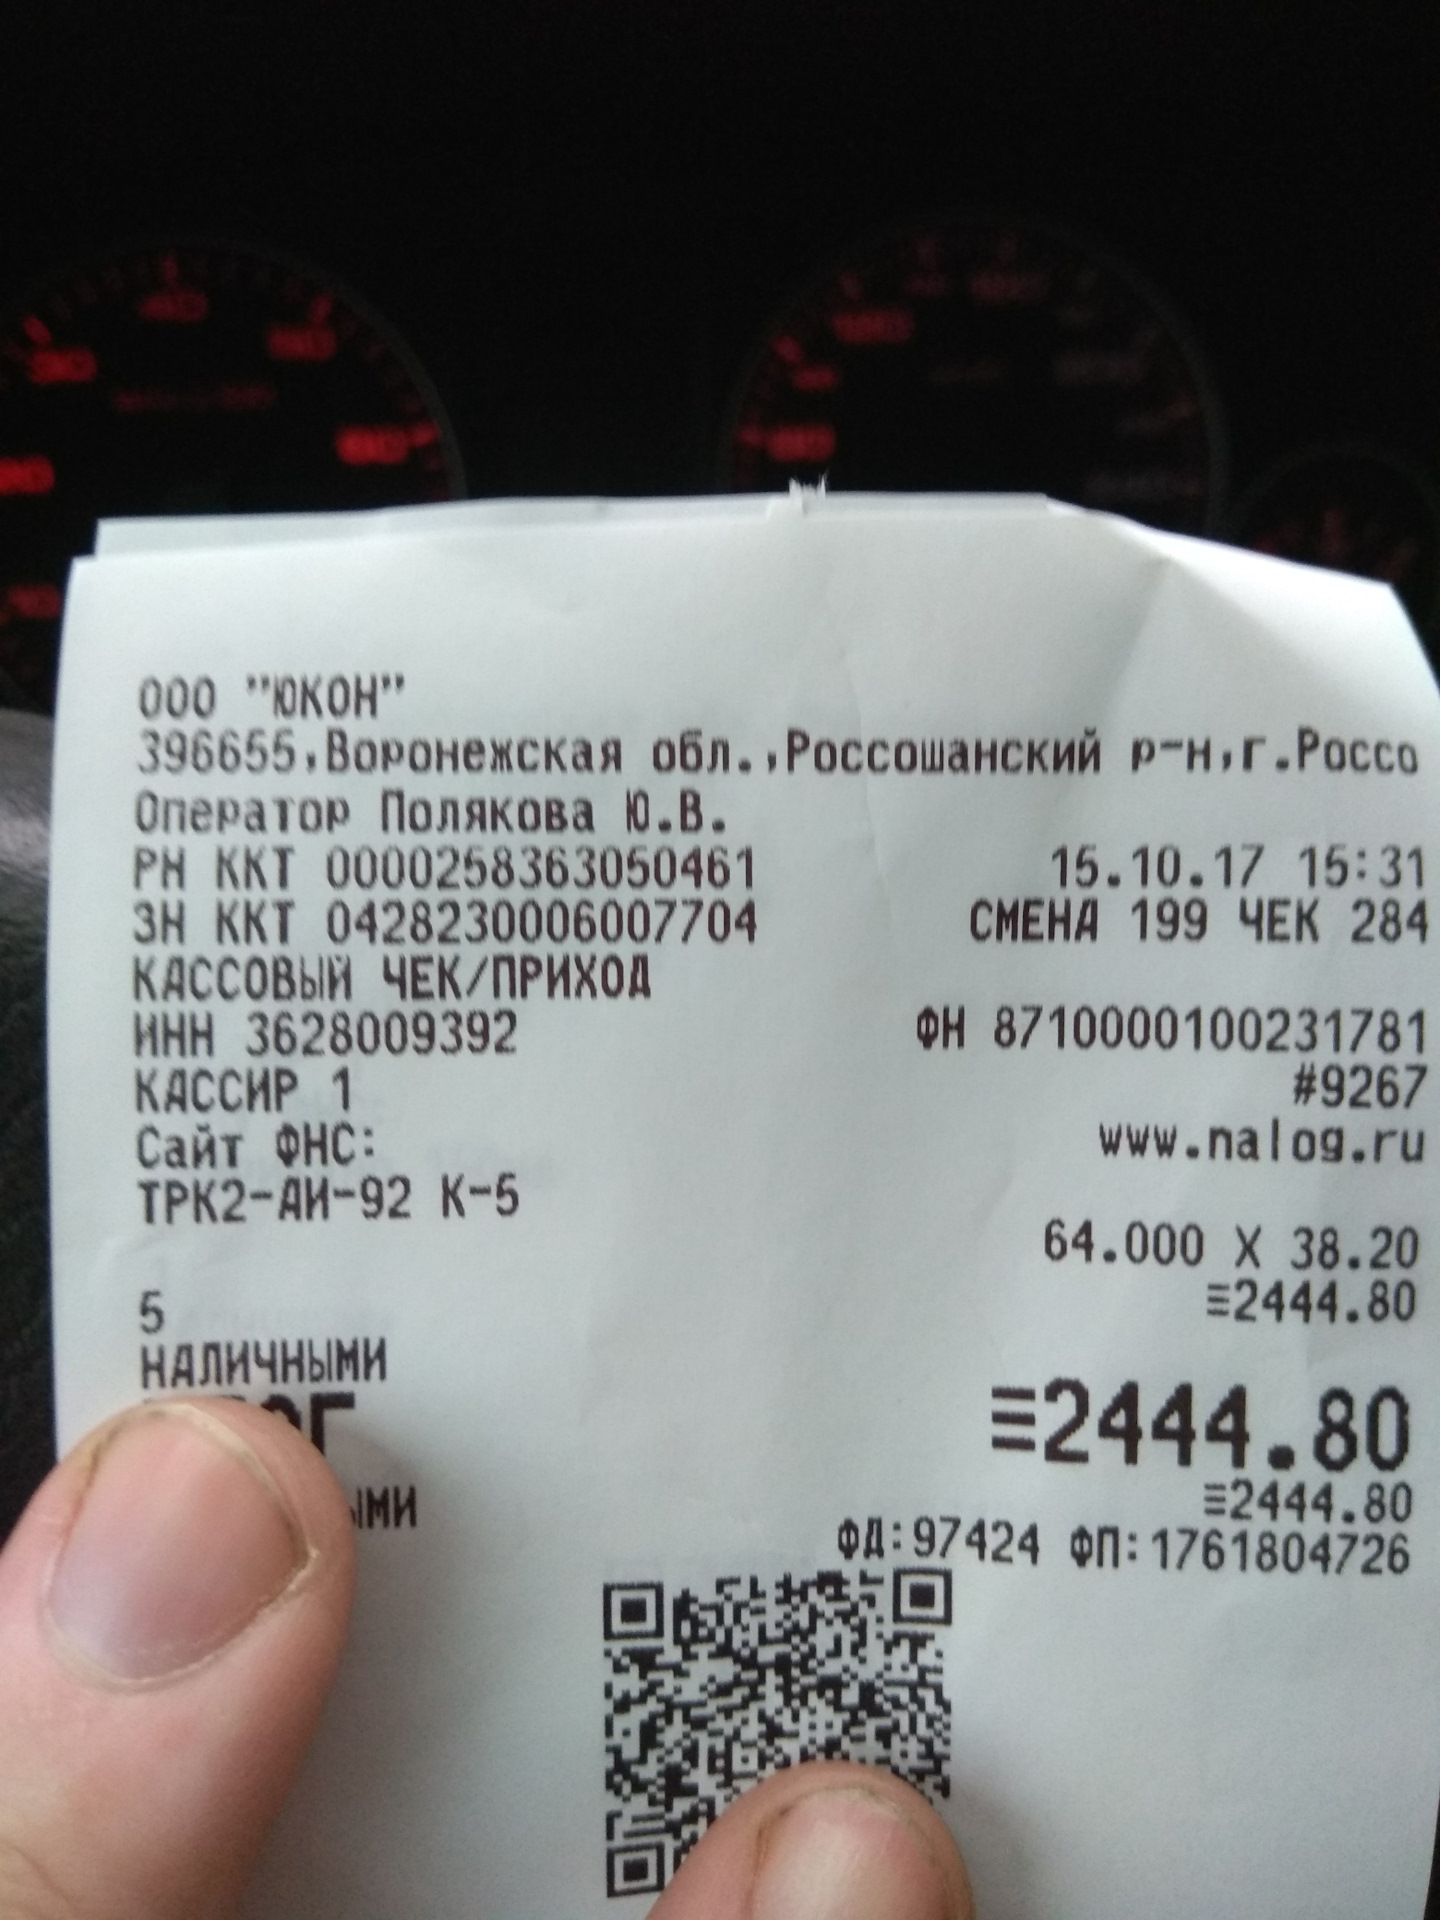 ООО "ЮКОН"
396655,Воронежская обл.,Россошанский р-н,г.Россо
Оператор Полякова Ю.В.
РН ККТ 0000258363050461 15.10.17 15:31
ЗН ККТ 0428230006007704 СМЕНА 199 ЧЕК 284
КАССОВЫЙ ЧЕК/ПРИХОД
ИНН 3628009392 ФН 8710000100231781
КАССИР 1 #9267
Сайт ФНС: www.nalog.ru
ТРК2-АИ-92 К-5
64.000 X 38.20
5 ≡2444.80
НАЛИЧНЫМИ
≡2444.80
≡2444.80
ФД:97424 ФП:1761804726